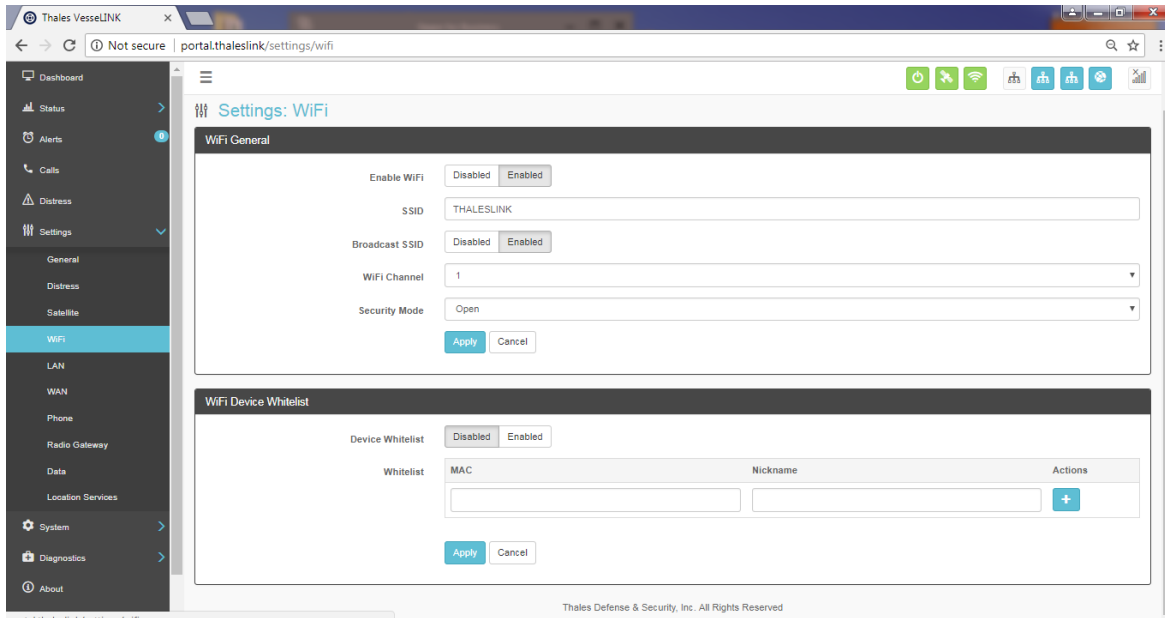 Thales VesseLINK
Not secure portal.thaleslink/settings/wifi
Dashboard
Status
Alerts 0
Calls
Distress
Settings
General
Distress
Satellite
WiFi
LAN
WAN
Phone
Radio Gateway
Data
Location Services
System
Diagnostics
About
Settings: WiFi
WiFi General
Enable WiFi Disabled Enabled
SSID THALESLINK
Broadcast SSID Disabled Enabled
WiFi Channel 1
Security Mode Open
Apply Cancel
WiFi Device Whitelist
Device Whitelist Disabled Enabled
Whitelist MAC Nickname Actions
+
Apply Cancel
Thales Defense & Security, Inc. All Rights Reserved